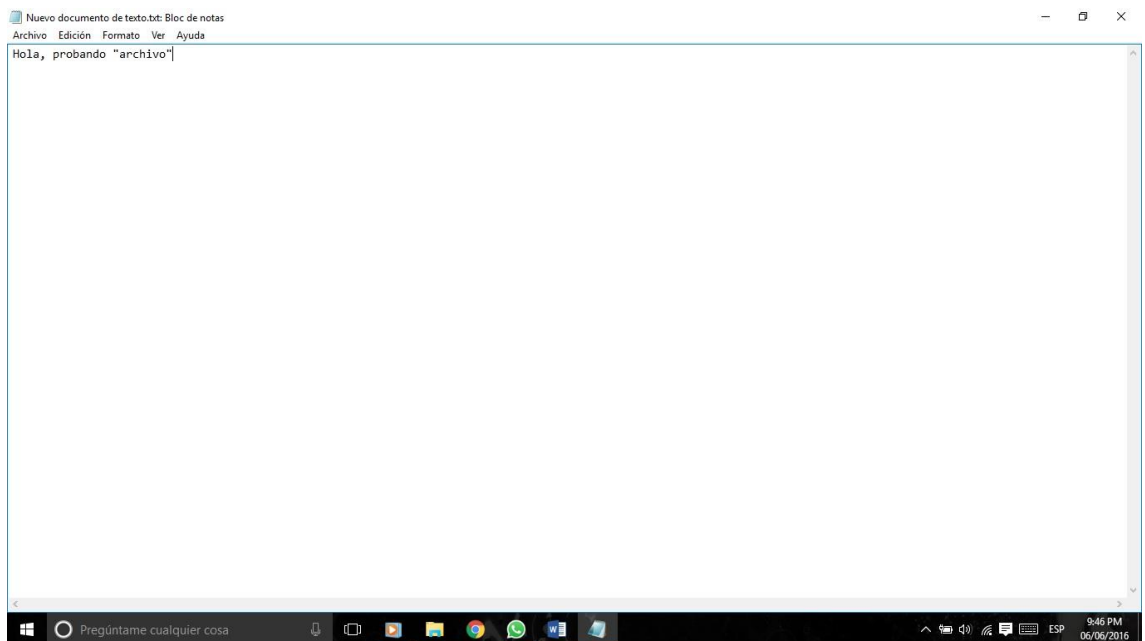 Nuevo documento de texto.txt: Bloc de notas
Archivo Edición Formato Ver Ayuda
Hola, probando "archivo"
Pregúntame cualquier cosa
ESP
9:46 PM
06/06/2016